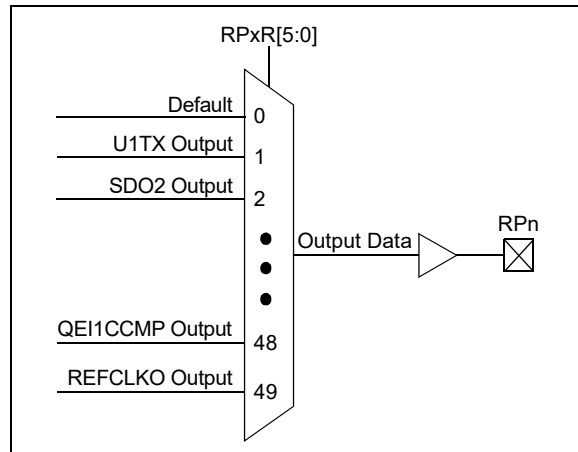 RPxR[5:0]
Default
0
U1TX Output
1
SDO2 Output
2
Output Data
RPn
QEI1CCMP Output
48
REFCLKO Output
49